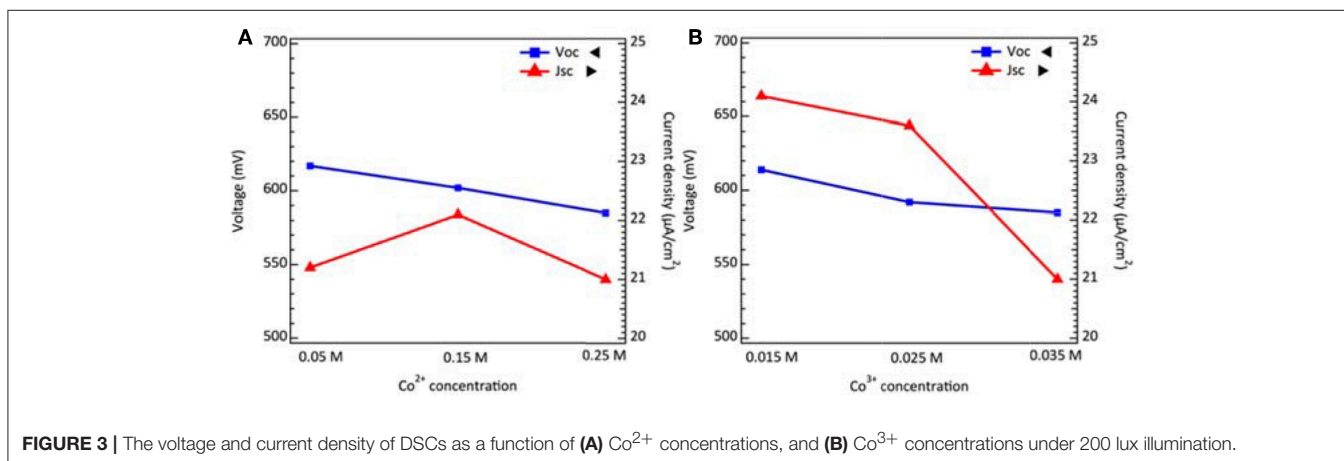 A
700
650
600
550
500
Voltage (mV)
Voc ◄
Jsc ►
25
24
23
22
21
20
Current density (µA/cm²)
0.05 M 0.15 M 0.25 M
Co²⁺ concentration
B
700
650
600
550
500
Voltage (mV)
Voc ◄
Jsc ►
25
24
23
22
21
20
Current density (µA/cm²)
0.015 M 0.025 M 0.035 M
Co³⁺ concentration
FIGURE 3 | The voltage and current density of DSCs as a function of (A) Co²⁺ concentrations, and (B) Co³⁺ concentrations under 200 lux illumination.